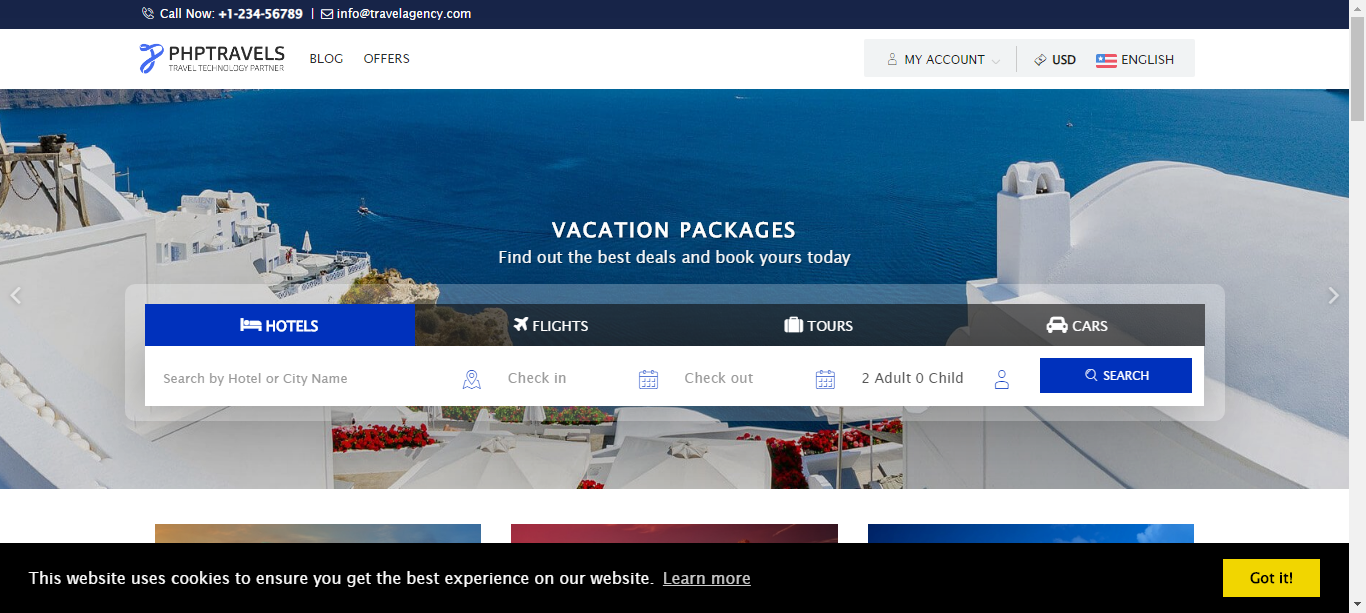 Call Now: +1-234-56789 | info@travelagency.com
PHPTRAVELS
TRAVEL TECHNOLOGY PARTNER
BLOG OFFERS
MY ACCOUNT USD ENGLISH
VACATION PACKAGES
Find out the best deals and book yours today
HOTELS FLIGHTS TOURS CARS
Search by Hotel or City Name Check in Check out 2 Adult 0 Child SEARCH
This website uses cookies to ensure you get the best experience on our website. Learn more Got it!